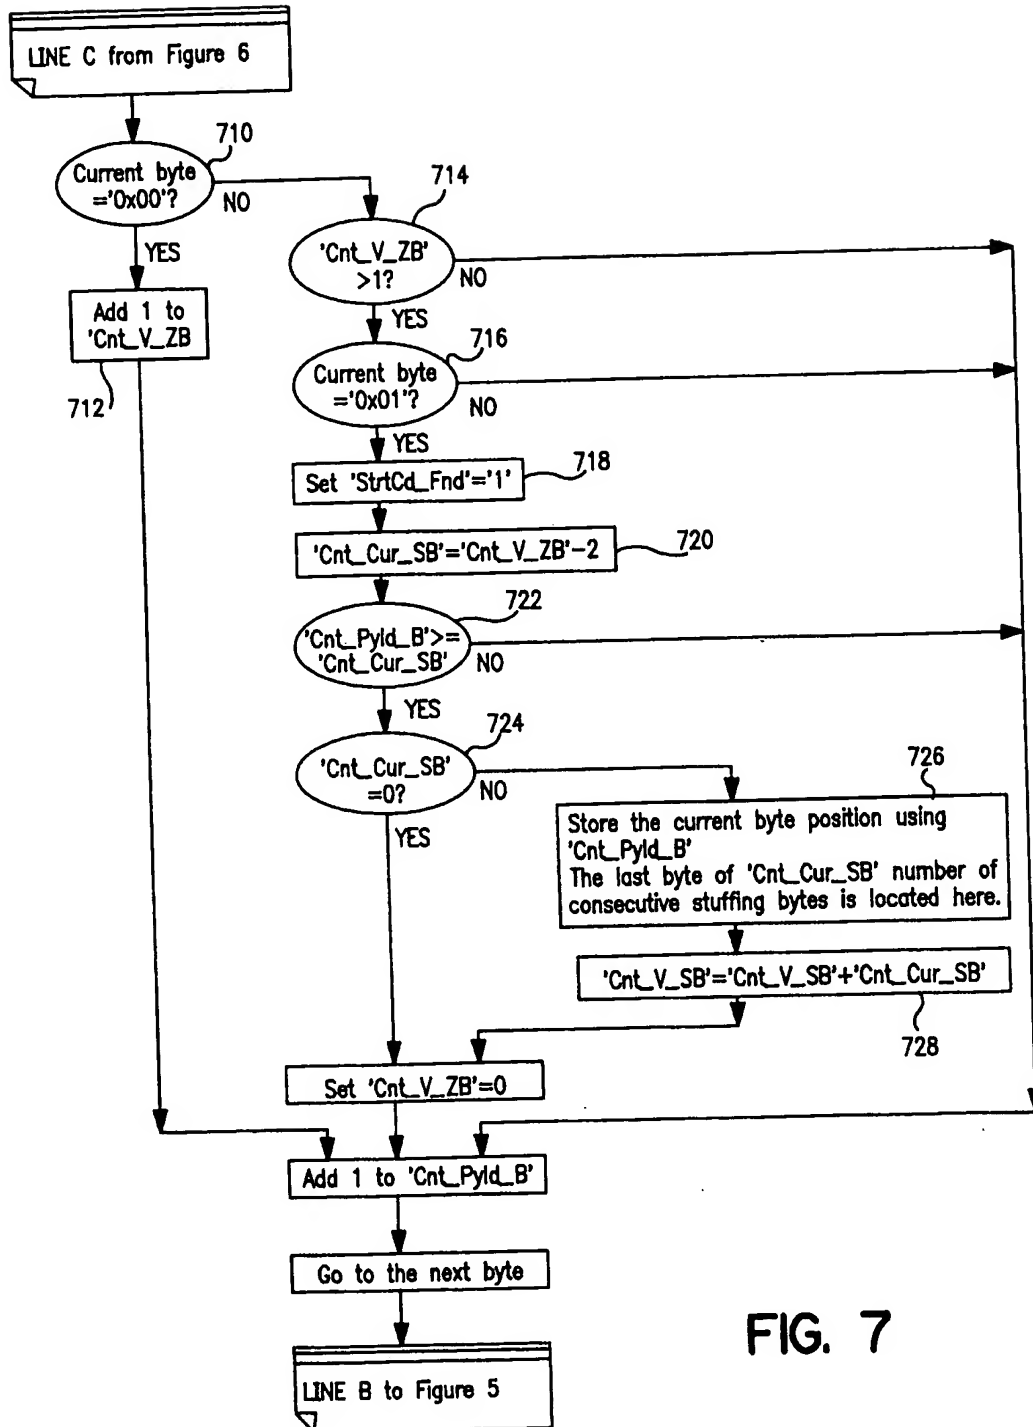 LINE C from Figure 6
710
Current byte
='0x00'?
NO
YES
714
'Cnt_V_ZB'
>1?
NO
YES
Add 1 to
'Cnt_V_ZB
712
716
Current byte
='0x01'?
NO
YES
Set 'StrtCd_Fnd'='1'
718
'Cnt_Cur_SB'='Cnt_V_ZB'-2
720
722
'Cnt_Pyld_B'>=
'Cnt_Cur_SB'
NO
YES
724
'Cnt_Cur_SB'
=0?
NO
YES
726
Store the current byte position using
'Cnt_Pyld_B'
The last byte of 'Cnt_Cur_SB' number of
consecutive stuffing bytes is located here.
'Cnt_V_SB'='Cnt_V_SB'+'Cnt_Cur_SB'
728
Set 'Cnt_V_ZB'=0
Add 1 to 'Cnt_Pyld_B'
Go to the next byte
LINE B to Figure 5
FIG. 7